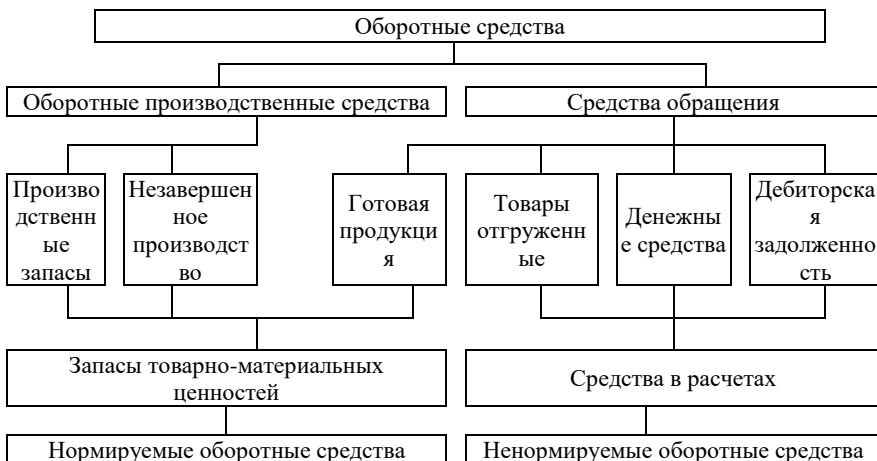 Оборотные средства
Оборотные производственные средства
Средства обращения
Произво
дственн
ые
запасы
Незавершен
ное
производст
во
Готовая
продукци
я
Товары
отгруженн
ые
Денежны
е средства
Дебиторска
я
задолженно
сть
Запасы товарно-материальных
ценностей
Средства в расчетах
Нормируемые оборотные средства
Ненормируемые оборотные средства